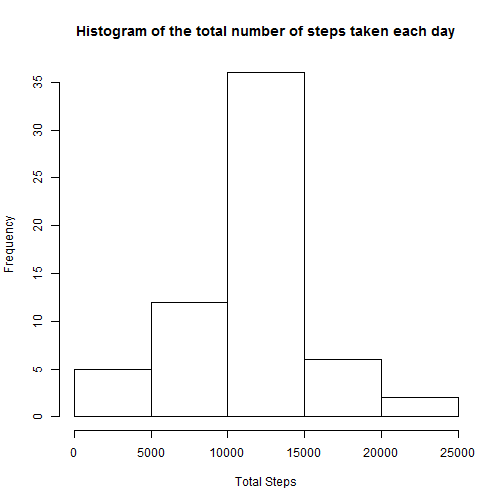 Histogram of the total number of steps taken each day
Frequency
35
30
25
20
15
10
5
0
0 5000 10000 15000 20000 25000
Total Steps